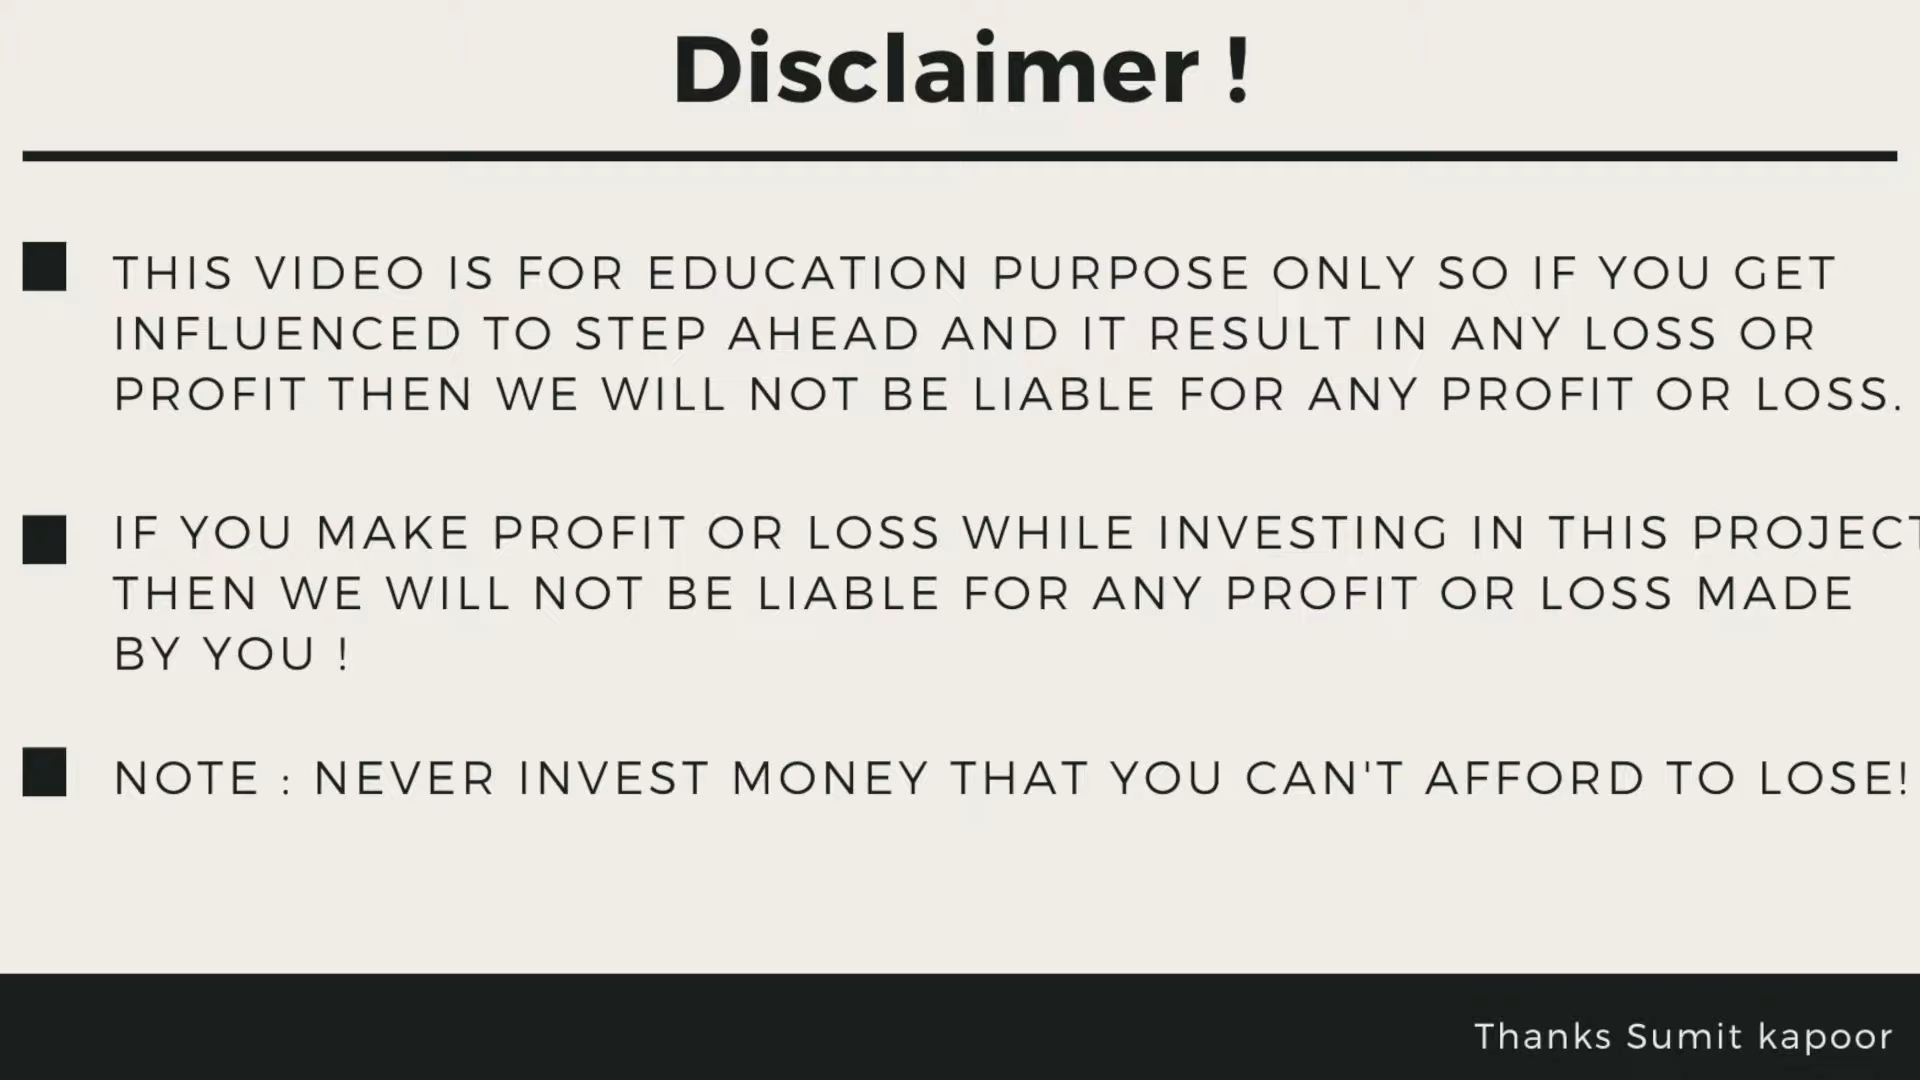 Disclaimer !
THIS VIDEO IS FOR EDUCATION PURPOSE ONLY SO IF YOU GET
INFLUENCED TO STEP AHEAD AND IT RESULT IN ANY LOSS OR
PROFIT THEN WE WILL NOT BE LIABLE FOR ANY PROFIT OR LOSS.
IF YOU MAKE PROFIT OR LOSS WHILE INVESTING IN THIS PROJECT
THEN WE WILL NOT BE LIABLE FOR ANY PROFIT OR LOSS MADE
BY YOU !
NOTE : NEVER INVEST MONEY THAT YOU CAN'T AFFORD TO LOSE!
Thanks Sumit kapoor